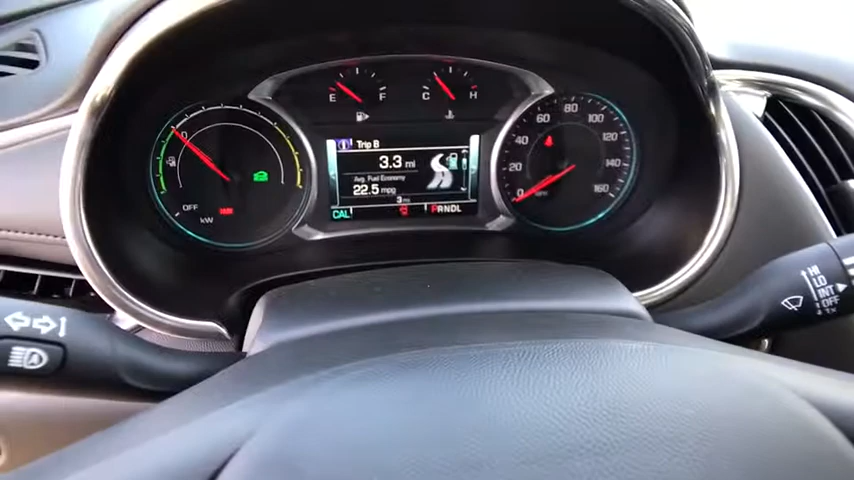 E F
C H
Trip B
3.3 mi
Avg. Fuel Economy
22.5 mpg
3 mi
CAL
PRNDL
OFF
kW
0
20
40
60
80
100
120
140
160
HI
LO
INT
OFF
1x
A